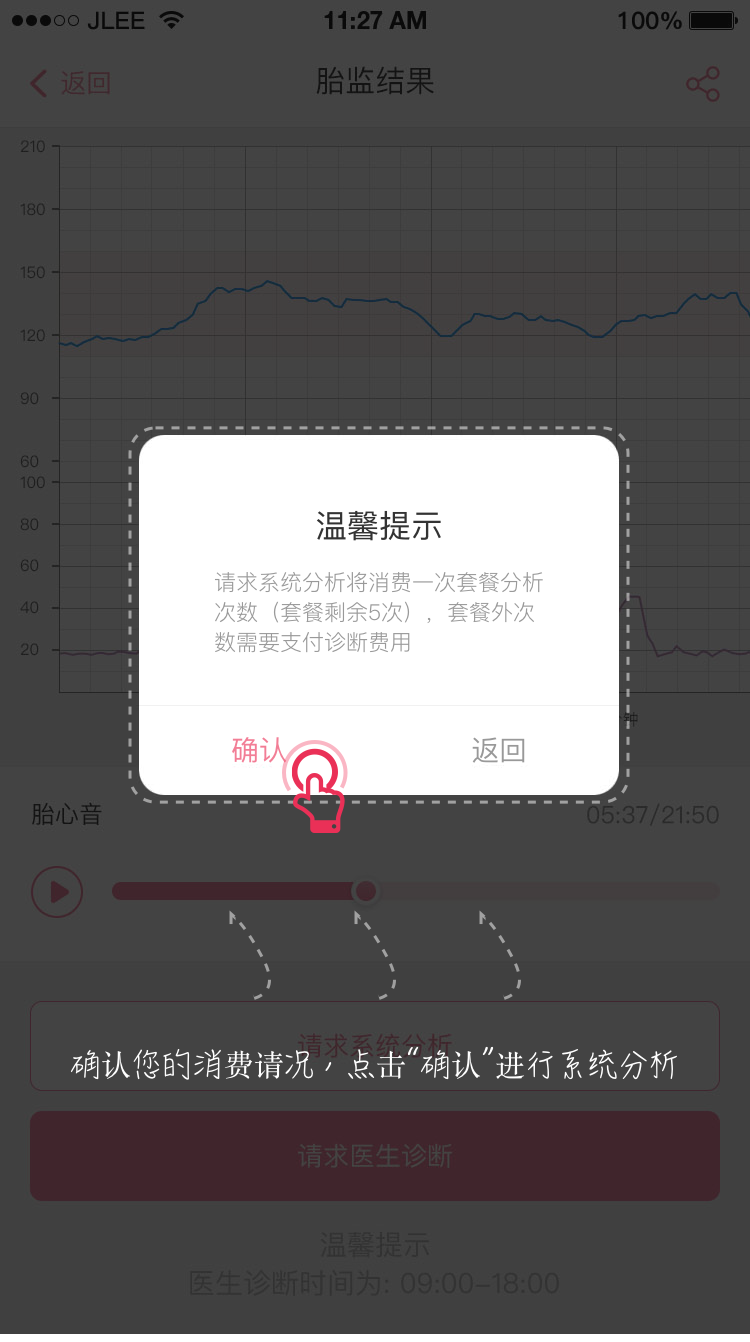 JLEE
11:27 AM
100%
返回
胎监结果
210
180
150
120
90
60
100
80
60
40
20
温馨提示
请求系统分析将消费一次套餐分析
次数（套餐剩余5次），套餐外次
数需要支付诊断费用
钟
确认
返回
胎心音
05:37/21:50
请求系统分析
确认您的消费请况，点击“确认”进行系统分析
请求医生诊断
温馨提示
医生诊断时间为: 09:00-18:00